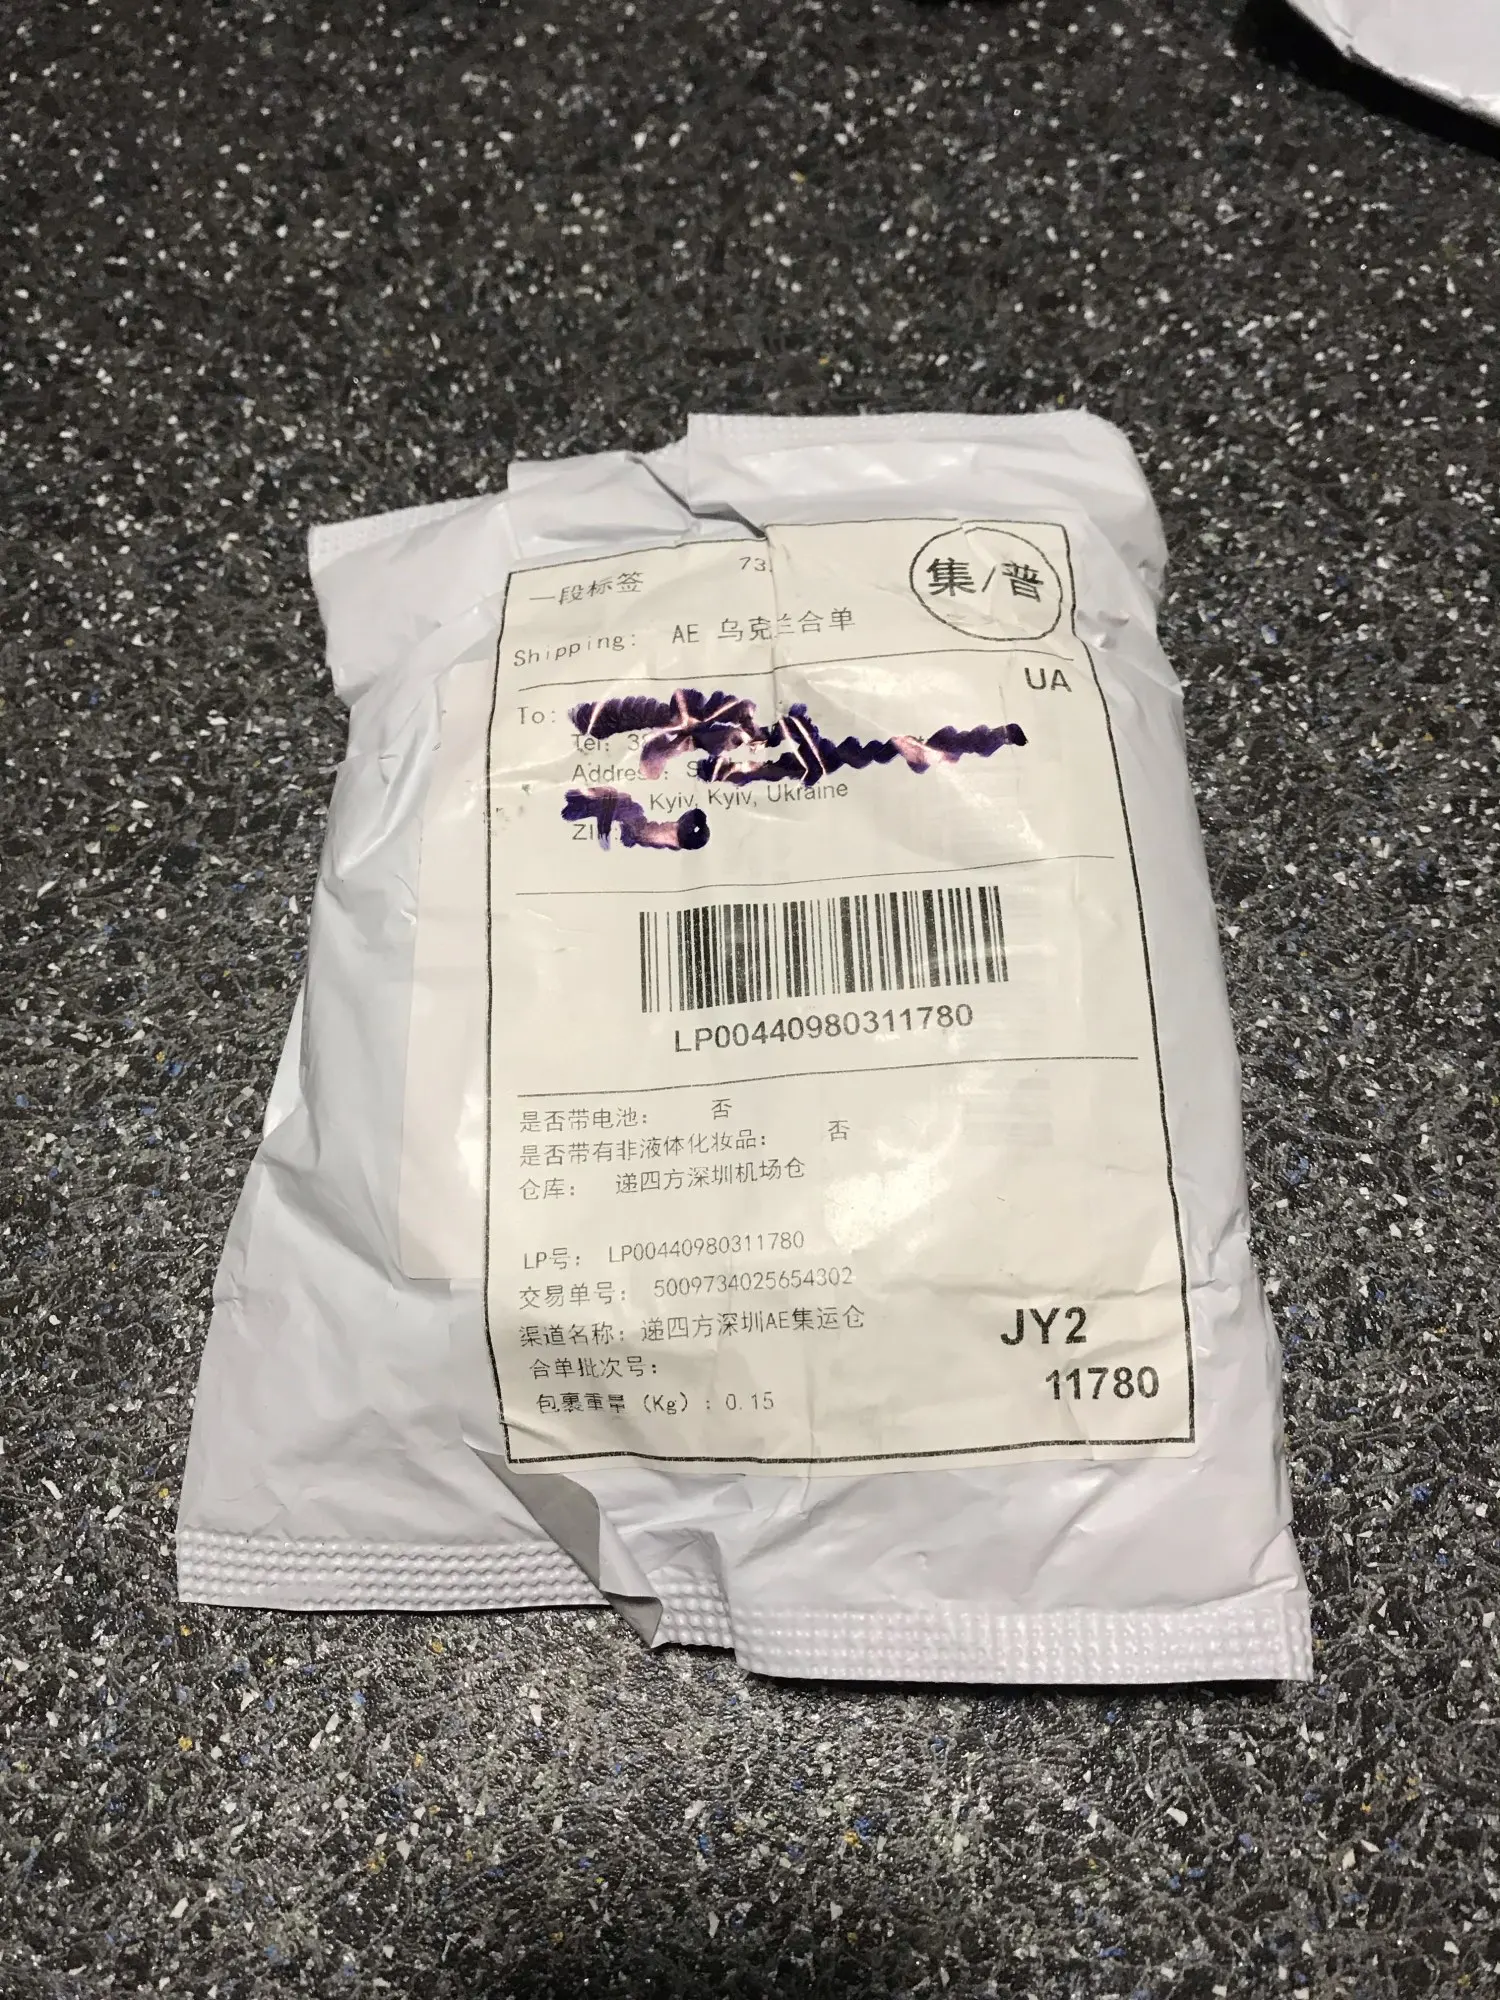 一段标签
73
集/普
Shipping: AE 乌克兰合单
UA
To:
Tel: 38
Address: S
Kyiv, Kyiv, Ukraine
LP00440980311780
是否带电池: 否
是否带有非液体化妆品: 否
仓库: 递四方深圳机场仓
LP号: LP00440980311780
交易单号: 5009734025654302
渠道名称: 递四方深圳AE集运仓
JY2
合单批次号:
11780
包裹重量 (Kg) : 0.15